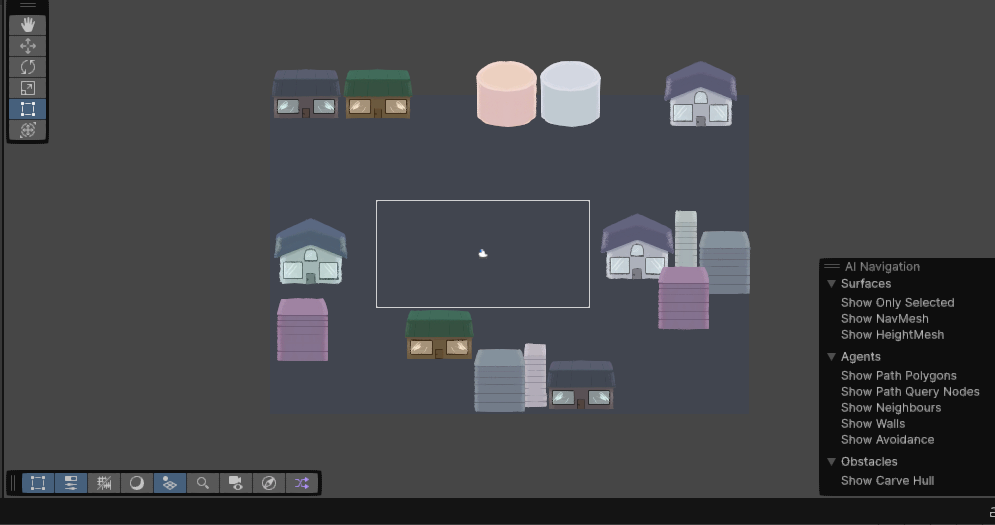 AI Navigation
Surfaces
Show Only Selected
Show NavMesh
Show HeightMesh
Agents
Show Path Polygons
Show Path Query Nodes
Show Neighbours
Show Walls
Show Avoidance
Obstacles
Show Carve Hull